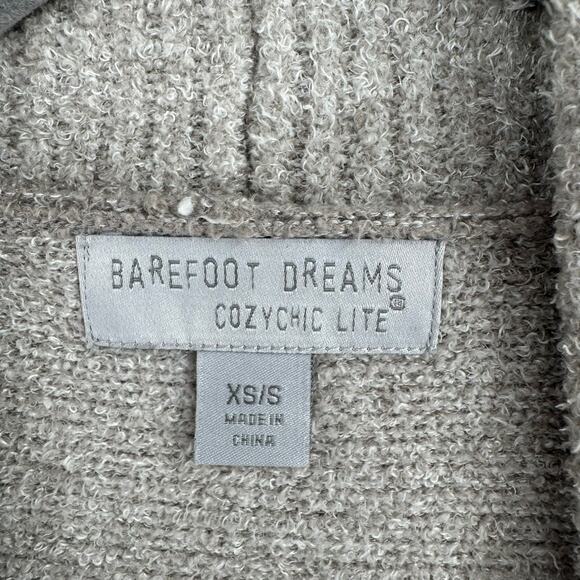 BAREFOOT DREAMS
COZYCHIC LITE®
XS/S
MADE IN
CHINA